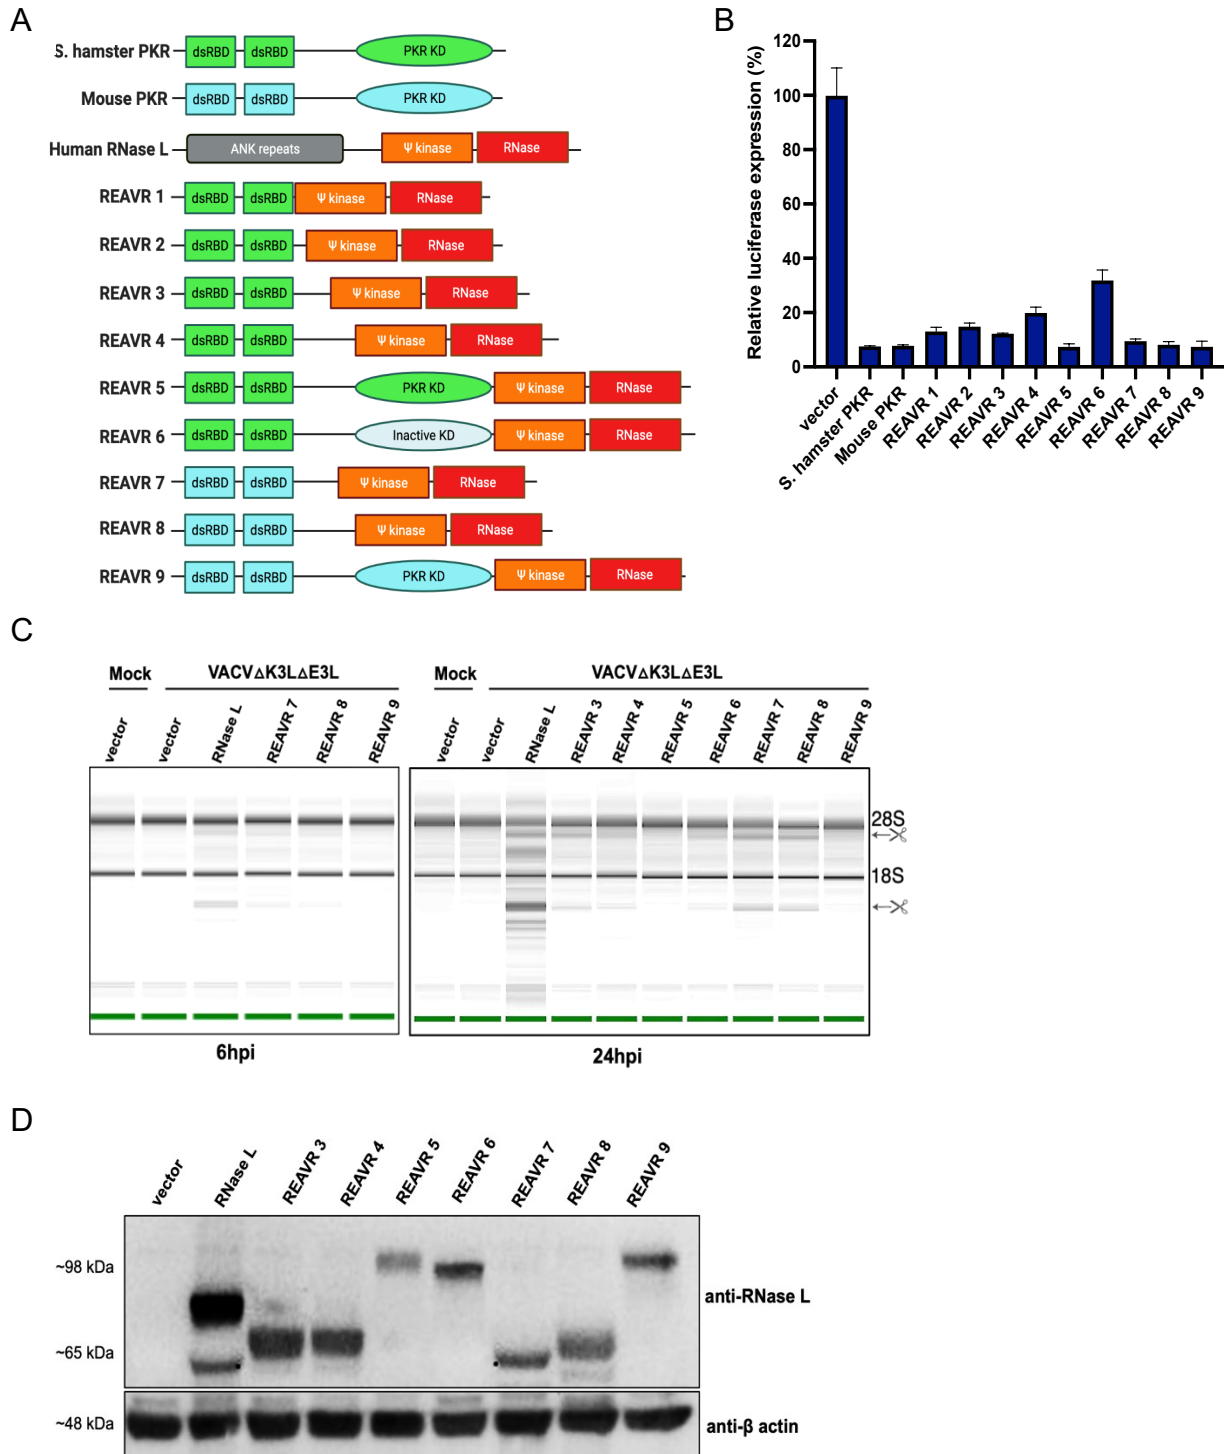 A
S. hamster PKR
dsRBD dsRBD PKR KD
Mouse PKR
dsRBD dsRBD PKR KD
Human RNase L
ANK repeats Ψ kinase RNase
REAVR 1
dsRBD dsRBD Ψ kinase RNase
REAVR 2
dsRBD dsRBD Ψ kinase RNase
REAVR 3
dsRBD dsRBD Ψ kinase RNase
REAVR 4
dsRBD dsRBD Ψ kinase RNase
REAVR 5
dsRBD dsRBD PKR KD Ψ kinase RNase
REAVR 6
dsRBD dsRBD Inactive KD Ψ kinase RNase
REAVR 7
dsRBD dsRBD Ψ kinase RNase
REAVR 8
dsRBD dsRBD Ψ kinase RNase
REAVR 9
dsRBD dsRBD PKR KD Ψ kinase RNase
B
Relative luciferase expression (%)
120
100
80
60
40
20
0
vector
S. hamster PKR
Mouse PKR
REAVR 1
REAVR 2
REAVR 3
REAVR 4
REAVR 5
REAVR 6
REAVR 7
REAVR 8
REAVR 9
C
Mock VACV△K3L△E3L
vector
vector
RNase L
REAVR 7
REAVR 8
REAVR 9
6hpi
Mock VACV△K3L△E3L
vector
vector
RNase L
REAVR 3
REAVR 4
REAVR 5
REAVR 6
REAVR 7
REAVR 8
REAVR 9
28S
18S
24hpi
D
vector
RNase L
REAVR 3
REAVR 4
REAVR 5
REAVR 6
REAVR 7
REAVR 8
REAVR 9
~98 kDa
~65 kDa
~48 kDa
anti-RNase L
anti-β actin